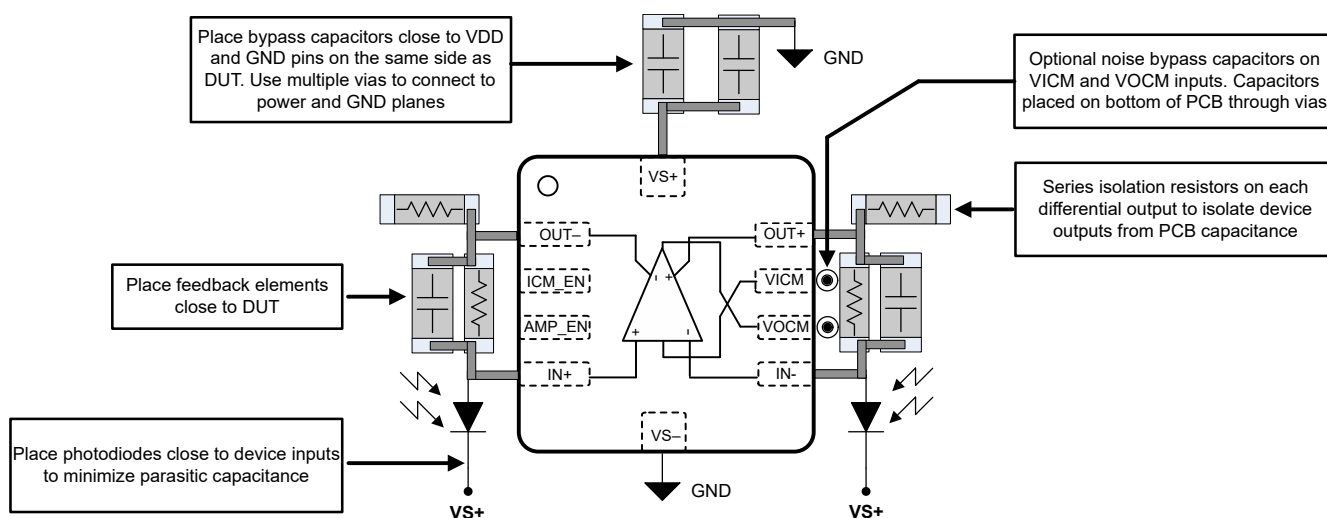 Place bypass capacitors close to VDD
and GND pins on the same side as
DUT. Use multiple vias to connect to
power and GND planes
GND
Optional noise bypass capacitors on
VICM and VOCM inputs. Capacitors
placed on bottom of PCB through vias
VS+
Series isolation resistors on each
differential output to isolate device
outputs from PCB capacitance
OUT–
OUT+
- +
Place feedback elements
close to DUT
ICM_EN
VICM
AMP_EN
VOCM
+ -
IN+
IN-
Place photodiodes close to device inputs
to minimize parasitic capacitance
VS–
GND
VS+
VS+